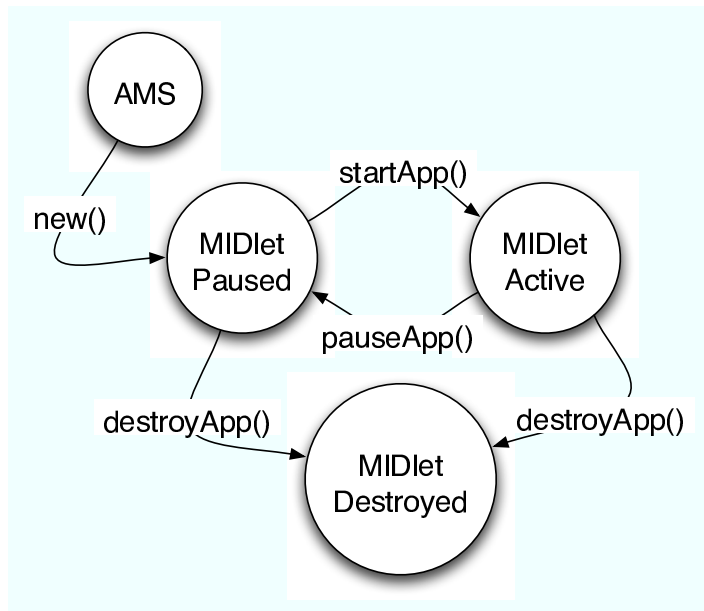 AMS
startApp()
new()
MIDlet
Paused
MIDlet
Active
pauseApp()
destroyApp()
destroyApp()
MIDlet
Destroyed